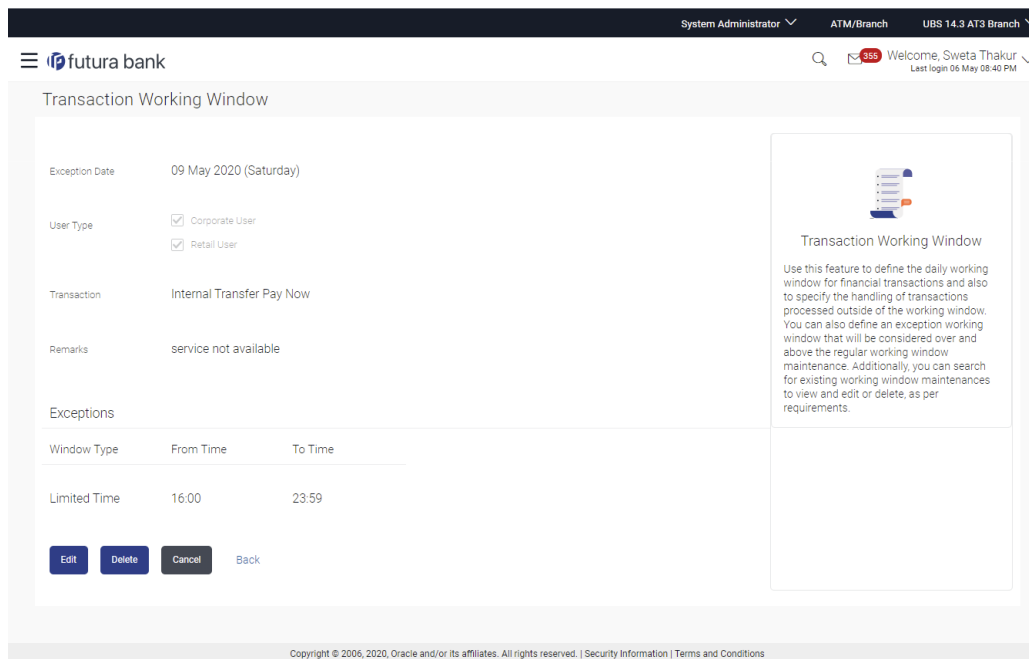 System Administrator ATM/Branch UBS 14.3 AT3 Branch
futura bank 355 Welcome, Sweta Thakur
Last login 06 May 08:40 PM
Transaction Working Window
Exception Date 09 May 2020 (Saturday)
User Type Corporate User
Retail User
Transaction Internal Transfer Pay Now
Remarks service not available
Exceptions
Window Type From Time To Time
Limited Time 16:00 23:59
Edit Delete Cancel Back
Transaction Working Window
Use this feature to define the daily working
window for financial transactions and also
to specify the handling of transactions
processed outside of the working window.
You can also define an exception working
window that will be considered over and
above the regular working window
maintenance. Additionally, you can search
for existing working window maintenances
to view and edit or delete, as per
requirements.
Copyright © 2006, 2020, Oracle and/or its affiliates. All rights reserved. | Security Information | Terms and Conditions